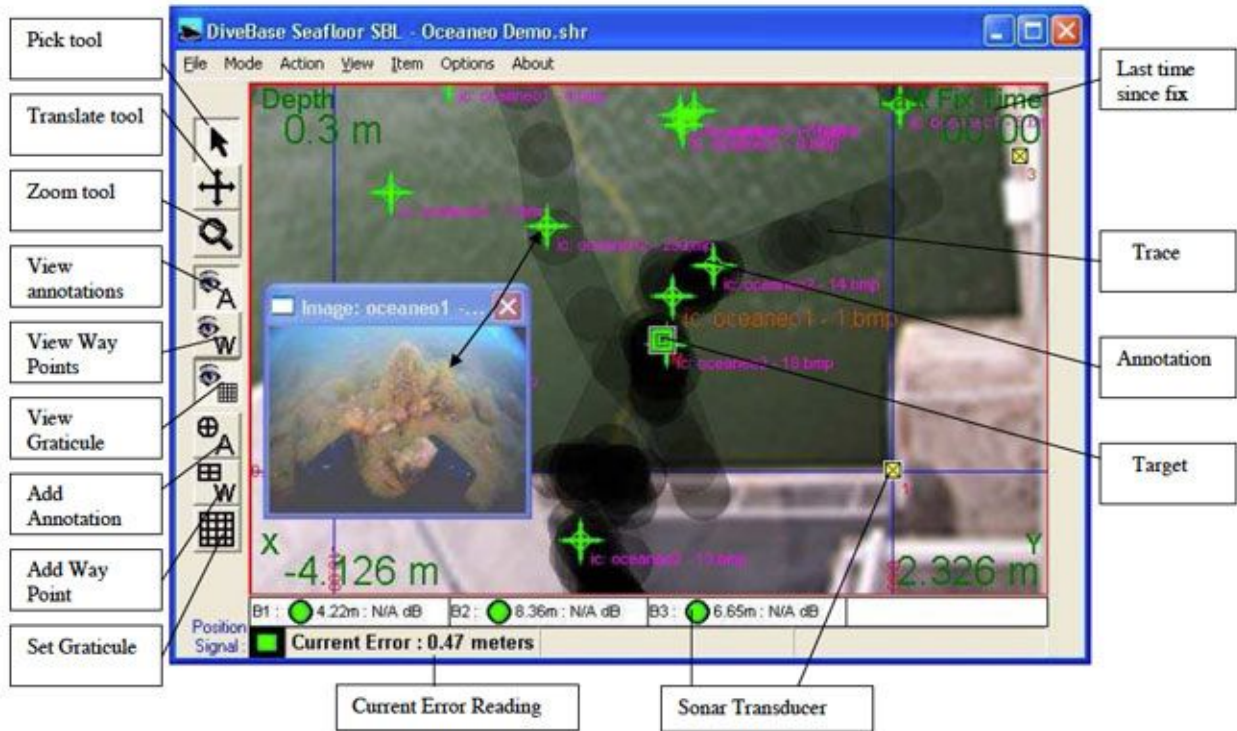 Pick tool
Translate tool
Zoom tool
View
annotations
View Way
Points
View
Graticule
Add
Annotation
Add Way
Point
Set Graticule
DiveBase Seafloor SBL - Oceaneo Demo.shr
File Mode Action View Item Options About
Depth
0.3 m
Last Fix Time
00:00
3
ic: oceaneo2 - 14.bmp
ic: oceaneo1 - 1.bmp
Image: oceaneo1 -...
A
W
A
W
1
X
-4.126 m
Y
2.326 m
B1 : 4.22m : N/A dB
B2 : 8.36m : N/A dB
B3 : 6.65m : N/A dB
Position
Signal :
Current Error : 0.47 meters
Last time
since fix
Trace
Annotation
Target
Current Error Reading
Sonar Transducer